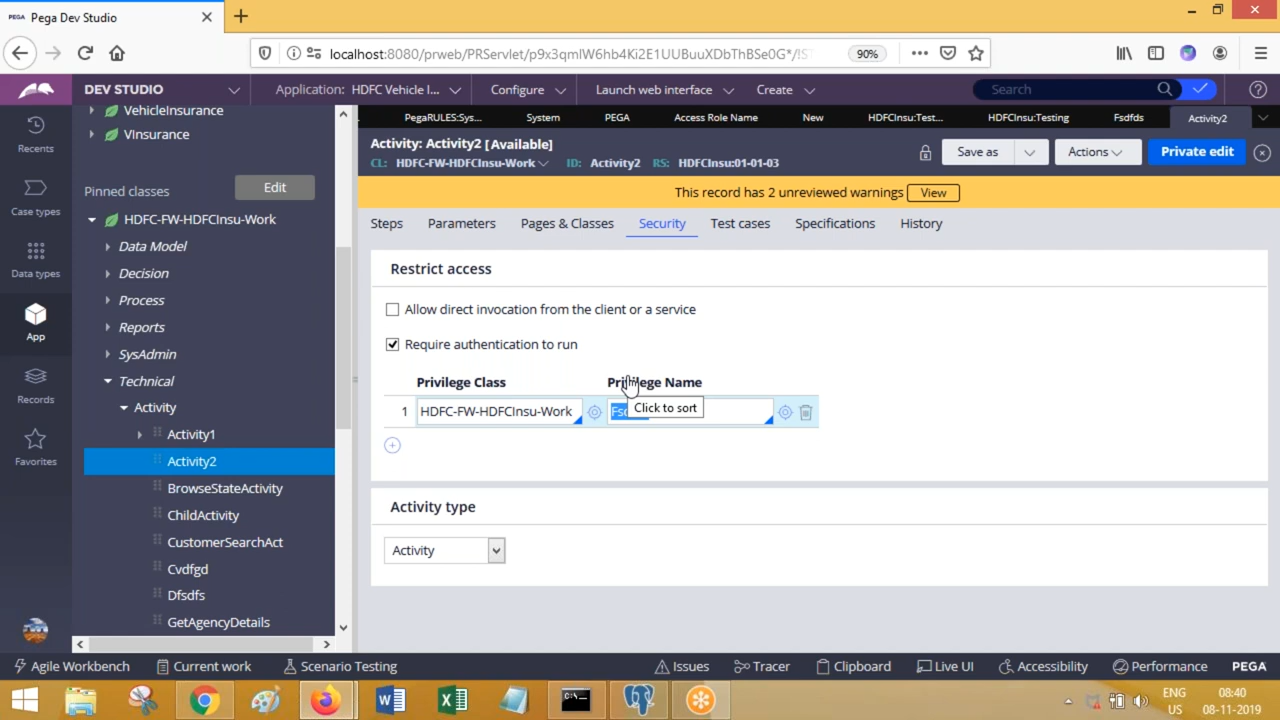 PEGA Pega Dev Studio
localhost:8080/prweb/PRServlet/p9x3qmlW6hb4Ki2E1UUBuuXDbThBSe0G*/!S
90%
DEV STUDIO
Application: HDFC Vehicle I...
Configure
Launch web interface
Create
Search
Recents
Case types
Data types
App
Records
Favorites
VehicleInsurance
VInsurance
Pinned classes
Edit
HDFC-FW-HDFCInsu-Work
Data Model
Decision
Process
Reports
SysAdmin
Technical
Activity
Activity1
Activity2
BrowseStateActivity
ChildActivity
CustomerSearchAct
Cvdfgd
Dfsdfs
GetAgencyDetails
PegaRULES:Sys... System PEGA Access Role Name New HDFCInsu:Test... HDFCInsu:Testing Fsdfds Activity2
Activity: Activity2 [Available]
CL: HDFC-FW-HDFCInsu-Work ID: Activity2 RS: HDFCInsu:01-01-03
Save as
Actions
Private edit
This record has 2 unreviewed warnings View
Steps Parameters Pages & Classes Security Test cases Specifications History
Restrict access
Allow direct invocation from the client or a service
Require authentication to run
Privilege Class Privilege Name
1 HDFC-FW-HDFCInsu-Work
Click to sort
Activity type
Activity
Agile Workbench Current work Scenario Testing Issues Tracer Clipboard Live UI Accessibility Performance PEGA
ENG 08:40
US 08-11-2019